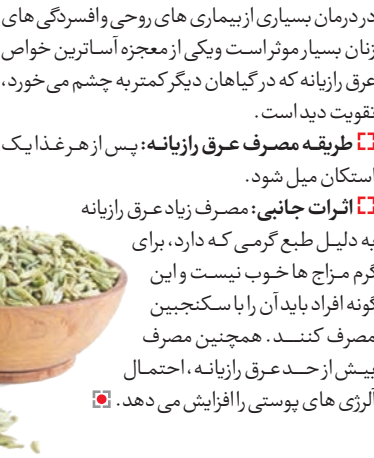 در درمان بسیاری از بیماری های روحی و افسردگی های
زنان بسیار موثر است و یکی از معجزه آساترین خواص
عرق رازیانه که در گیاهان دیگر کمتر به چشم می خورد،
تقویت دید است.
طریقه مصرف عرق رازیانه: پس از هر غذا یک
استکان میل شود.
اثرات جانبی: مصرف زیاد عرق رازیانه
به دلیل طبع گرمی که دارد، برای
گرم مزاج ها خوب نیست و این
گونه افراد باید آن را با سکنجبین
مصرف کنند. همچنین مصرف
بیش از حد عرق رازیانه، احتمال
آلرژی های پوستی را افزایش می دهد.